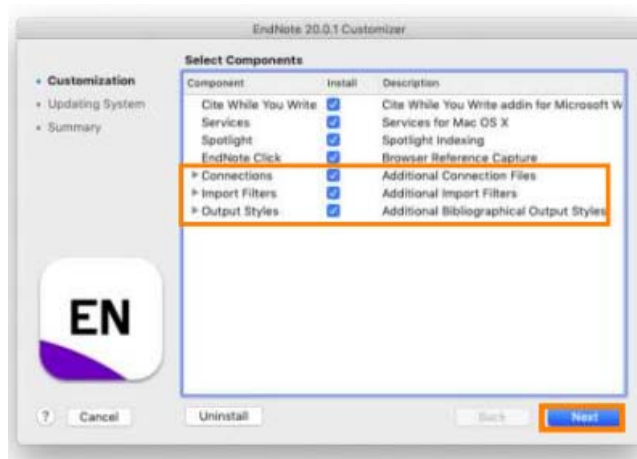 EndNote 20.0.1 Customizer
Select Components
Customization
Updating System
Summary
Component Install Description
Cite While You Write Cite While You Write addin for Microsoft W
Services Services for Mac OS X
Spotlight Spotlight Indexing
EndNote Click Browser Reference Capture
Connections Additional Connection Files
Import Filters Additional Import Filters
Output Styles Additional Bibliographical Output Styles
EN
? Cancel Uninstall Back Next